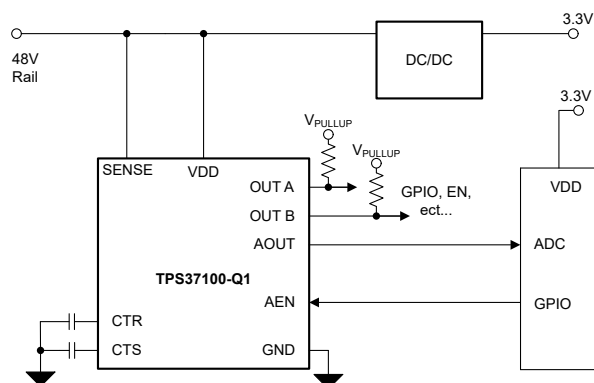 3.3V
48V
Rail
DC/DC
3.3V
VPULLUP
VPULLUP
SENSE
VDD
OUT A
GPIO, EN,
ect...
OUT B
VDD
AOUT
ADC
TPS37100-Q1
AEN
GPIO
CTR
CTS
GND